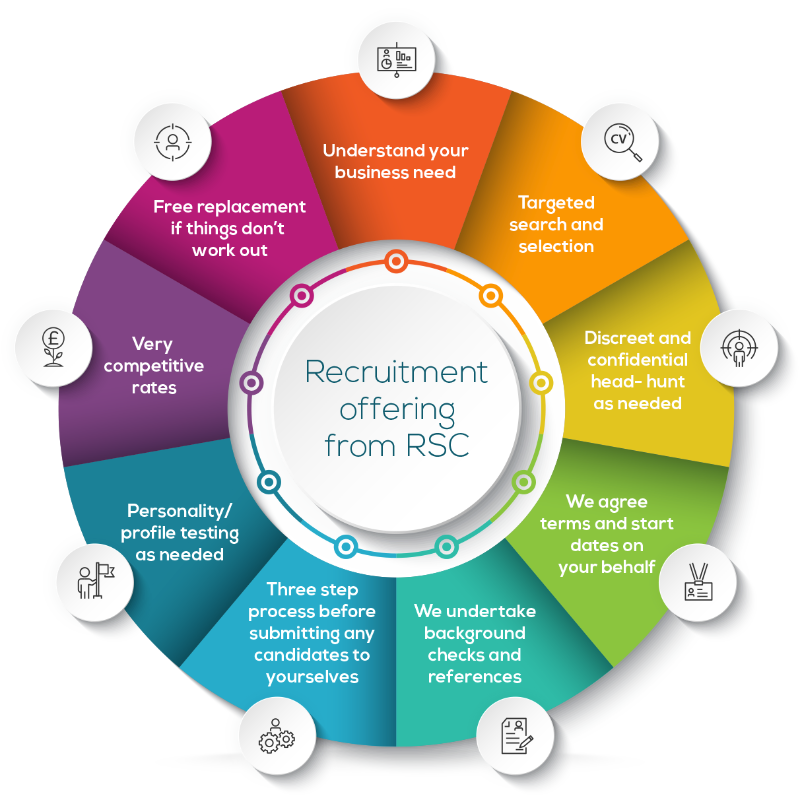 Recruitment
offering
from RSC
Understand your
business need
CV
Targeted
search and
selection
Discreet and
confidential
head- hunt
as needed
We agree
terms and start
dates on
your behalf
We undertake
background
checks and
references
Three step
process before
submitting any
candidates to
yourselves
Personality/
profile testing
as needed
£
Very
competitive
rates
Free replacement
if things don't
work out